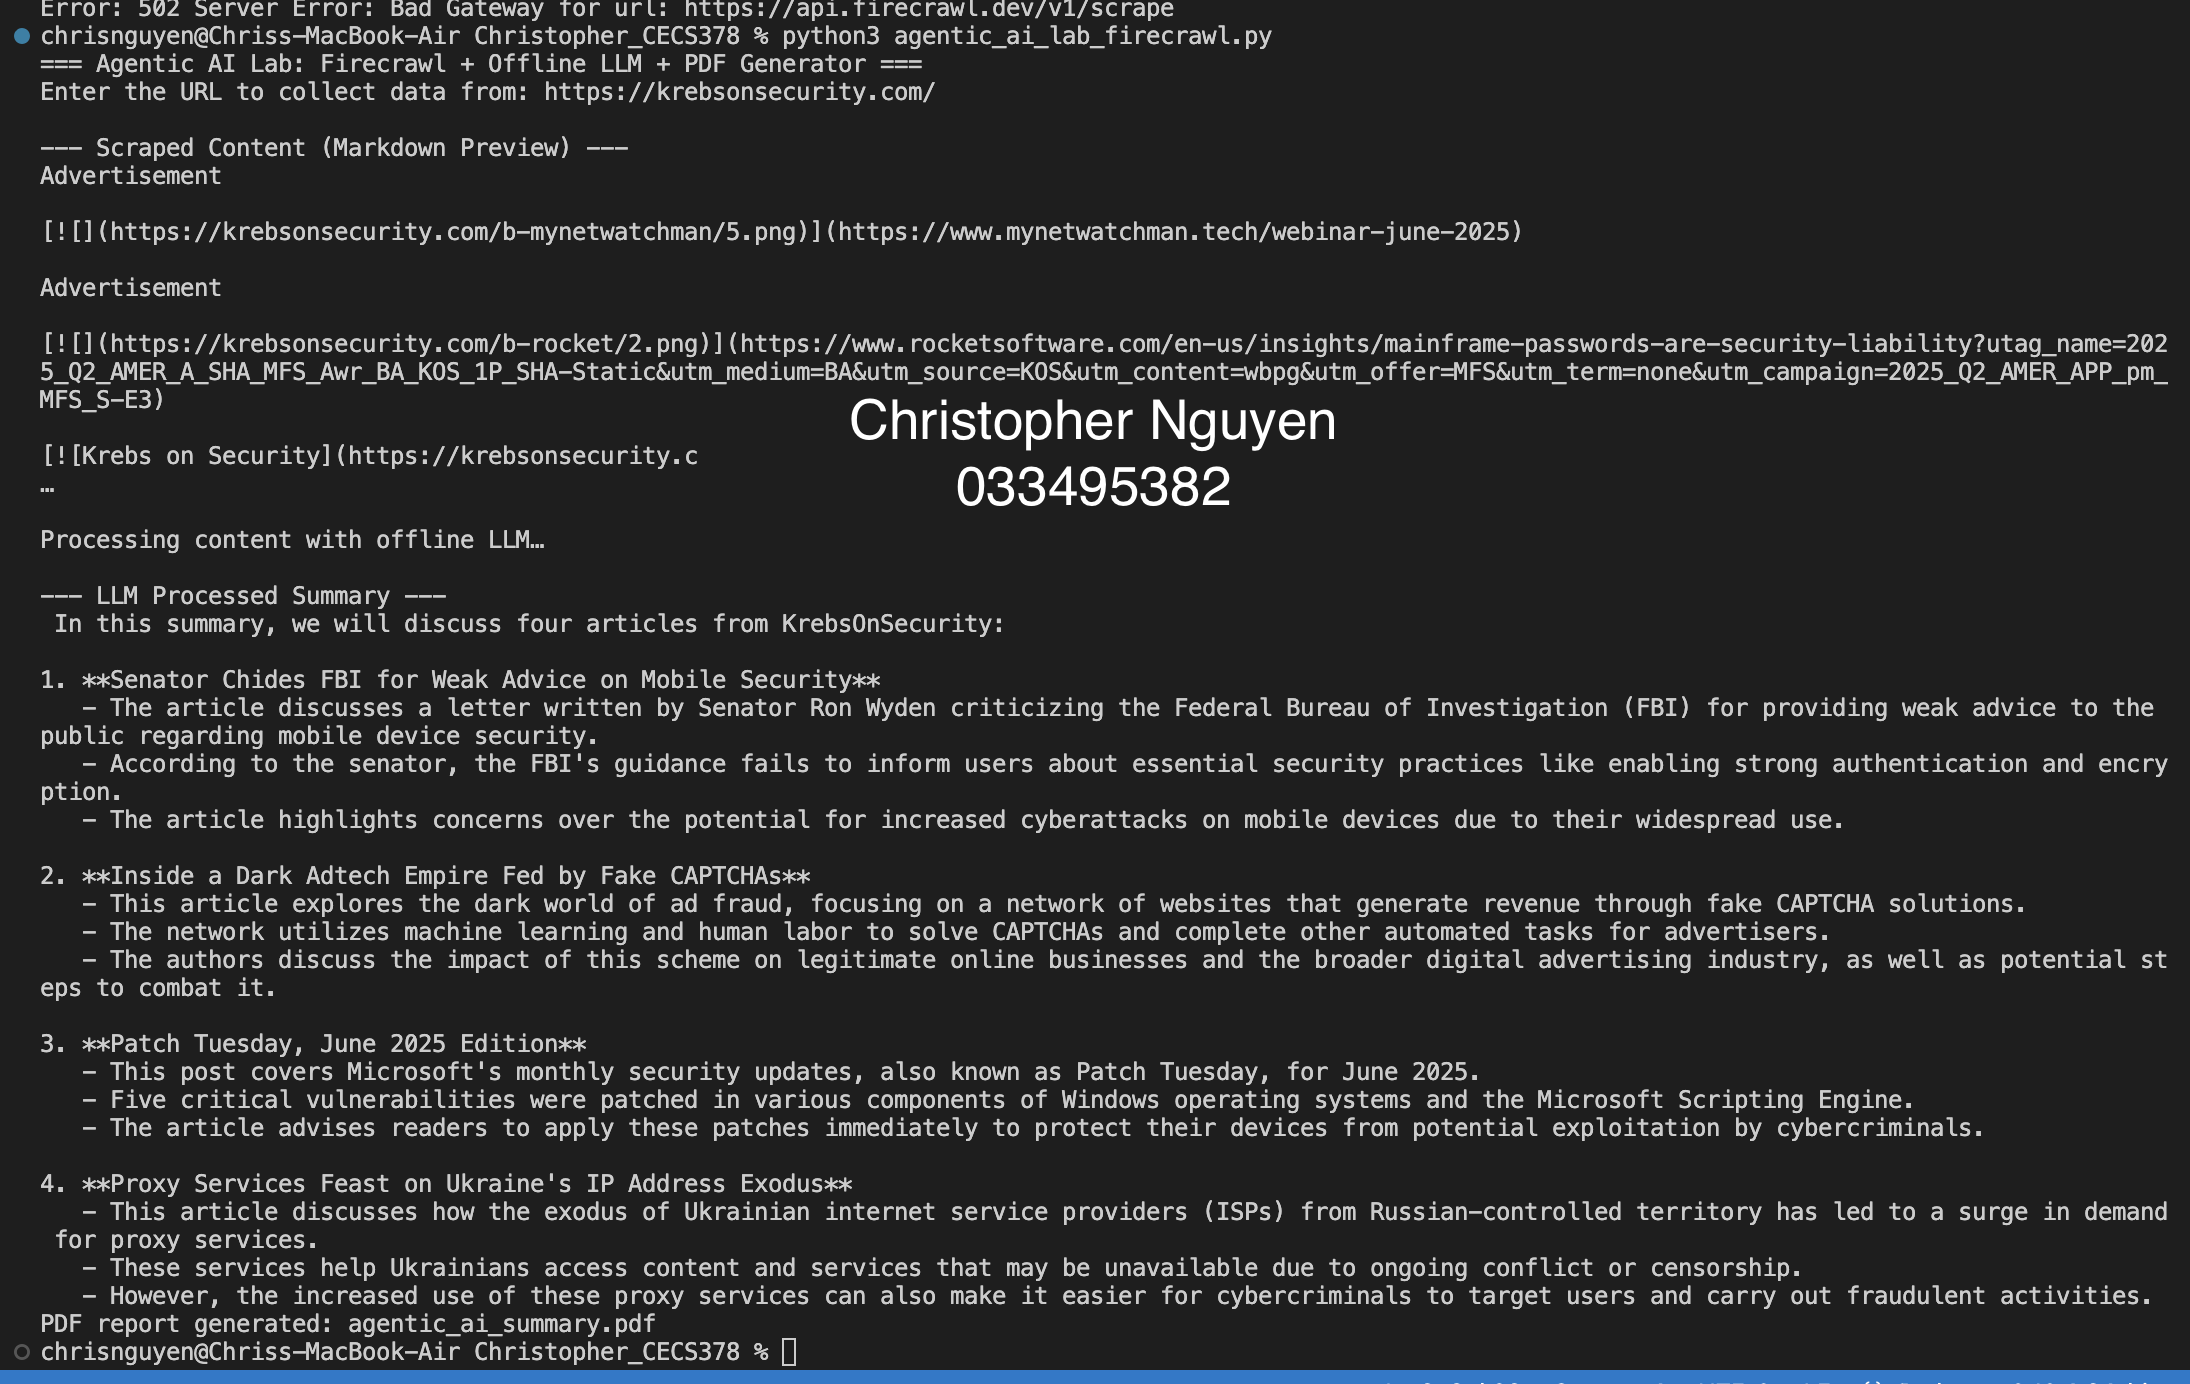 Error: 502 Server Error: Bad Gateway for url: https://api.firecrawl.dev/v1/scrape
chrisnguyen@Chriss-MacBook-Air Christopher_CECS378 % python3 agentic_ai_lab_firecrawl.py
=== Agentic AI Lab: Firecrawl + Offline LLM + PDF Generator ===
Enter the URL to collect data from: https://krebsonsecurity.com/
--- Scraped Content (Markdown Preview) ---
Advertisement
[![](https://krebsonsecurity.com/b-mynetwatchman/5.png)](https://www.mynetwatchman.tech/webinar-june-2025)
Advertisement
[![](https://krebsonsecurity.com/b-rocket/2.png)](https://www.rocketsoftware.com/en-us/insights/mainframe-passwords-are-security-liability?utag_name=202
5_Q2_AMER_A_SHA_MFS_Awr_BA_KOS_1P_SHA-Static&utm_medium=BA&utm_source=KOS&utm_content=wbpg&utm_offer=MFS&utm_term=none&utm_campaign=2025_Q2_AMER_APP_pm_
MFS_S-E3)
Christopher Nguyen
[![Krebs on Security](https://krebsonsecurity.c
033495382
…
Processing content with offline LLM…
--- LLM Processed Summary ---
In this summary, we will discuss four articles from KrebsOnSecurity:
1. **Senator Chides FBI for Weak Advice on Mobile Security**
- The article discusses a letter written by Senator Ron Wyden criticizing the Federal Bureau of Investigation (FBI) for providing weak advice to the
public regarding mobile device security.
- According to the senator, the FBI's guidance fails to inform users about essential security practices like enabling strong authentication and encry
ption.
- The article highlights concerns over the potential for increased cyberattacks on mobile devices due to their widespread use.
2. **Inside a Dark Adtech Empire Fed by Fake CAPTCHAs**
- This article explores the dark world of ad fraud, focusing on a network of websites that generate revenue through fake CAPTCHA solutions.
- The network utilizes machine learning and human labor to solve CAPTCHAs and complete other automated tasks for advertisers.
- The authors discuss the impact of this scheme on legitimate online businesses and the broader digital advertising industry, as well as potential st
eps to combat it.
3. **Patch Tuesday, June 2025 Edition**
- This post covers Microsoft's monthly security updates, also known as Patch Tuesday, for June 2025.
- Five critical vulnerabilities were patched in various components of Windows operating systems and the Microsoft Scripting Engine.
- The article advises readers to apply these patches immediately to protect their devices from potential exploitation by cybercriminals.
4. **Proxy Services Feast on Ukraine's IP Address Exodus**
- This article discusses how the exodus of Ukrainian internet service providers (ISPs) from Russian-controlled territory has led to a surge in demand
for proxy services.
- These services help Ukrainians access content and services that may be unavailable due to ongoing conflict or censorship.
- However, the increased use of these proxy services can also make it easier for cybercriminals to target users and carry out fraudulent activities.
PDF report generated: agentic_ai_summary.pdf
chrisnguyen@Chriss-MacBook-Air Christopher_CECS378 %